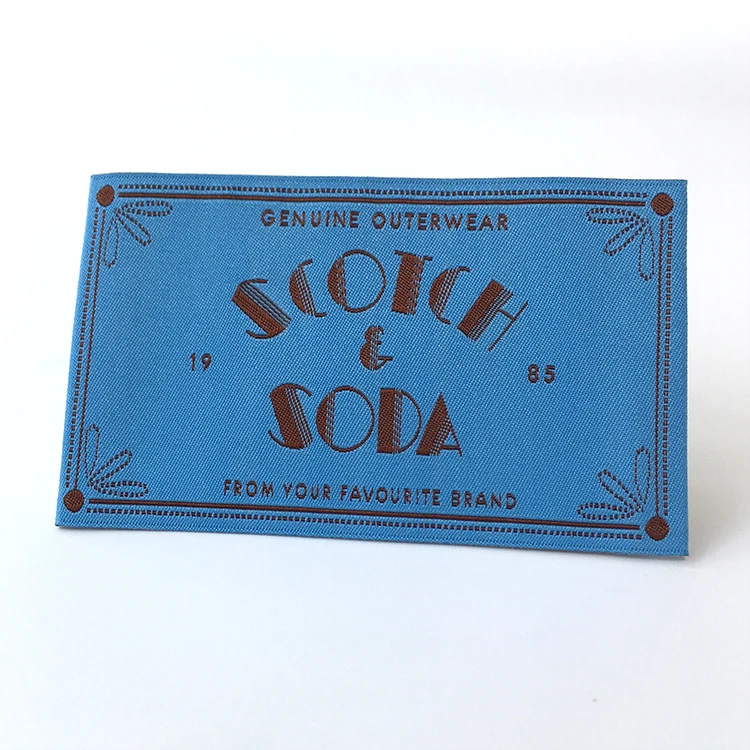 GENUINE OUTERWEAR
SCOTCH
&
19 85
SODA
FROM YOUR FAVOURITE BRAND